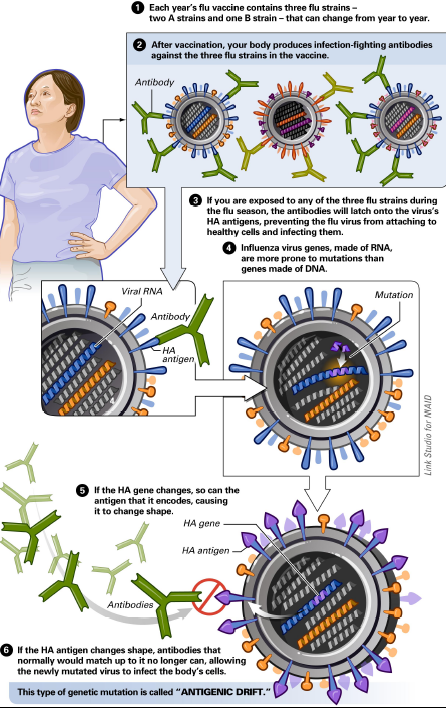 1 Each year's flu vaccine contains three flu strains –
two A strains and one B strain – that can change from year to year.
2 After vaccination, your body produces infection-fighting antibodies
against the three flu strains in the vaccine.
Antibody
3 If you are exposed to any of the three flu strains during
the flu season, the antibodies will latch onto the virus's
HA antigens, preventing the flu virus from attaching to
healthy cells and infecting them.
4 Influenza virus genes, made of RNA,
are more prone to mutations than
genes made of DNA.
Viral RNA
Antibody
HA
antigen
Mutation
Link Studio for NIAID
5 If the HA gene changes, so can the
antigen that it encodes, causing
it to change shape.
HA gene
HA antigen
Antibodies
6 If the HA antigen changes shape, antibodies that
normally would match up to it no longer can, allowing
the newly mutated virus to infect the body's cells.
This type of genetic mutation is called "ANTIGENIC DRIFT."